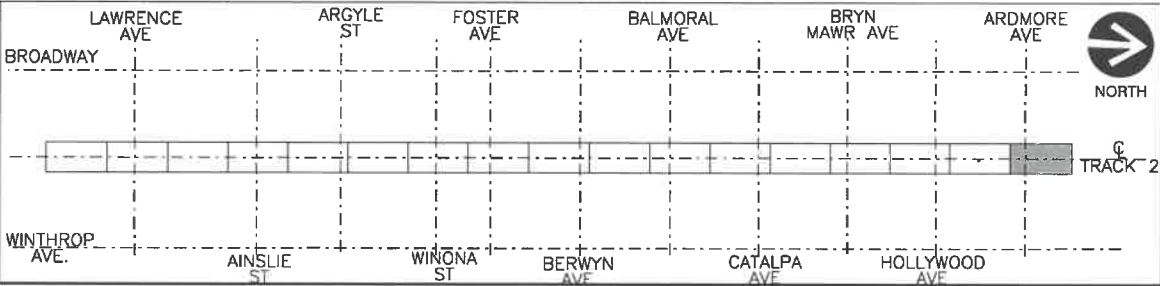 LAWRENCE
AVE
ARGYLE
ST
FOSTER
AVE
BALMORAL
AVE
BRYN
MAWR AVE
ARDMORE
AVE
BROADWAY
NORTH
℄
TRACK 2
WINTHROP
AVE.
AINSLIE
ST
WINONA
ST
BERWYN
AVE
CATALPA
AVE
HOLLYWOOD
AVE